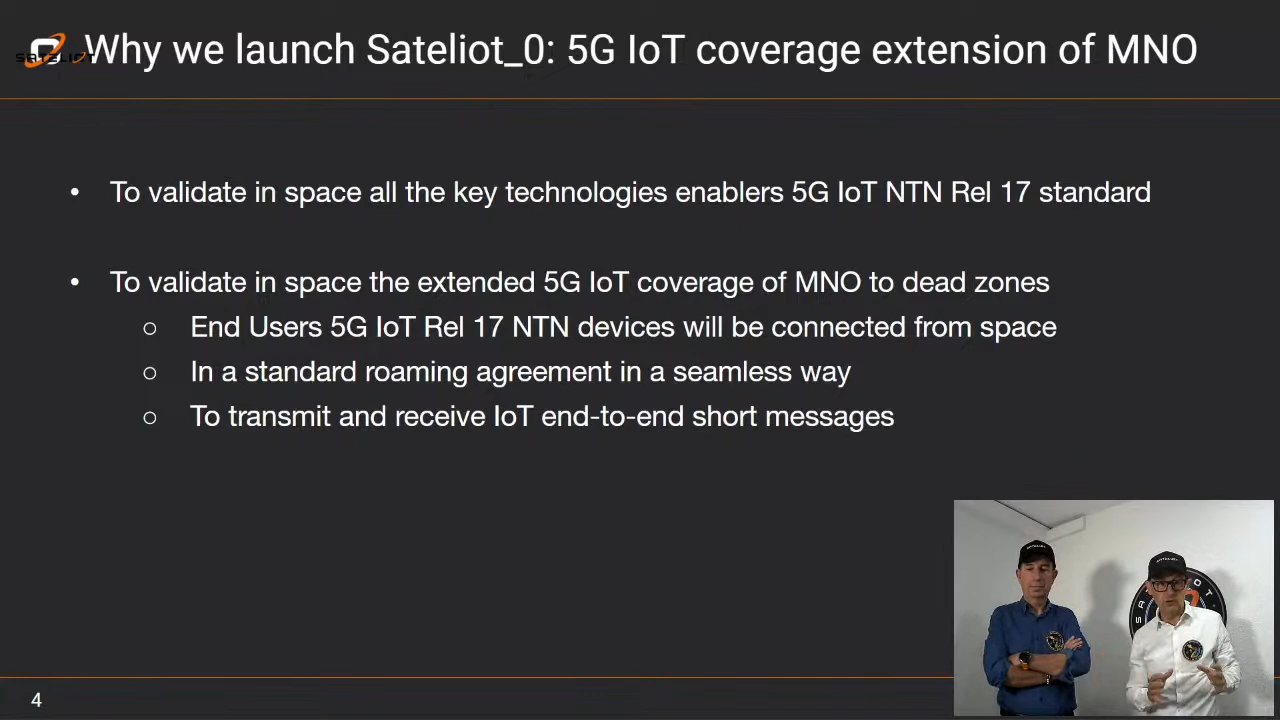 SATELIOT
Why we launch Sateliot_0: 5G IoT coverage extension of MNO
• To validate in space all the key technologies enablers 5G IoT NTN Rel 17 standard
• To validate in space the extended 5G IoT coverage of MNO to dead zones
○ End Users 5G IoT Rel 17 NTN devices will be connected from space
○ In a standard roaming agreement in a seamless way
○ To transmit and receive IoT end-to-end short messages
SATELIOT
SATELIOT
4